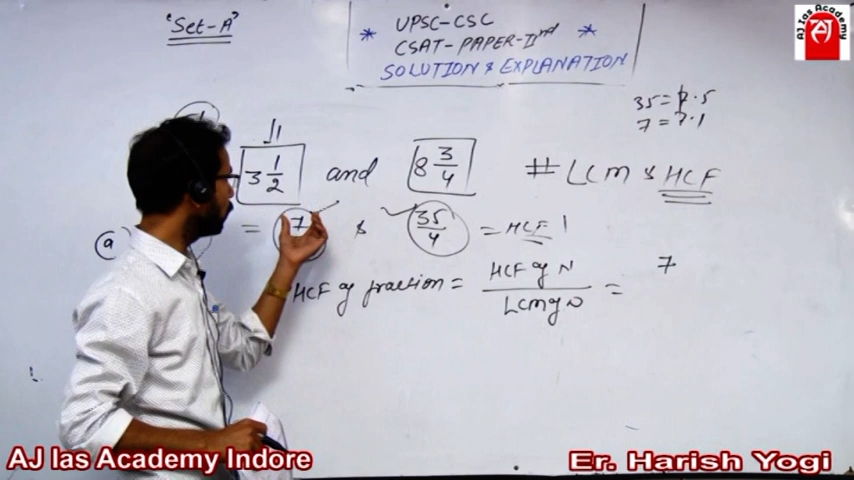 'Set-A'
* UPSC-CSC *
CSAT-PAPER-IInd
SOLUTION & EXPLANATION
AJ Ias Academy
35 = 7·5
7 = 7·1
3 1/2 and 8 3/4 # LCM & HCF
(a) = 7 & 35/4 = HCF
HCF of fraction = HCF of N / LCM of D = 7
AJ Ias Academy Indore
Er. Harish Yogi